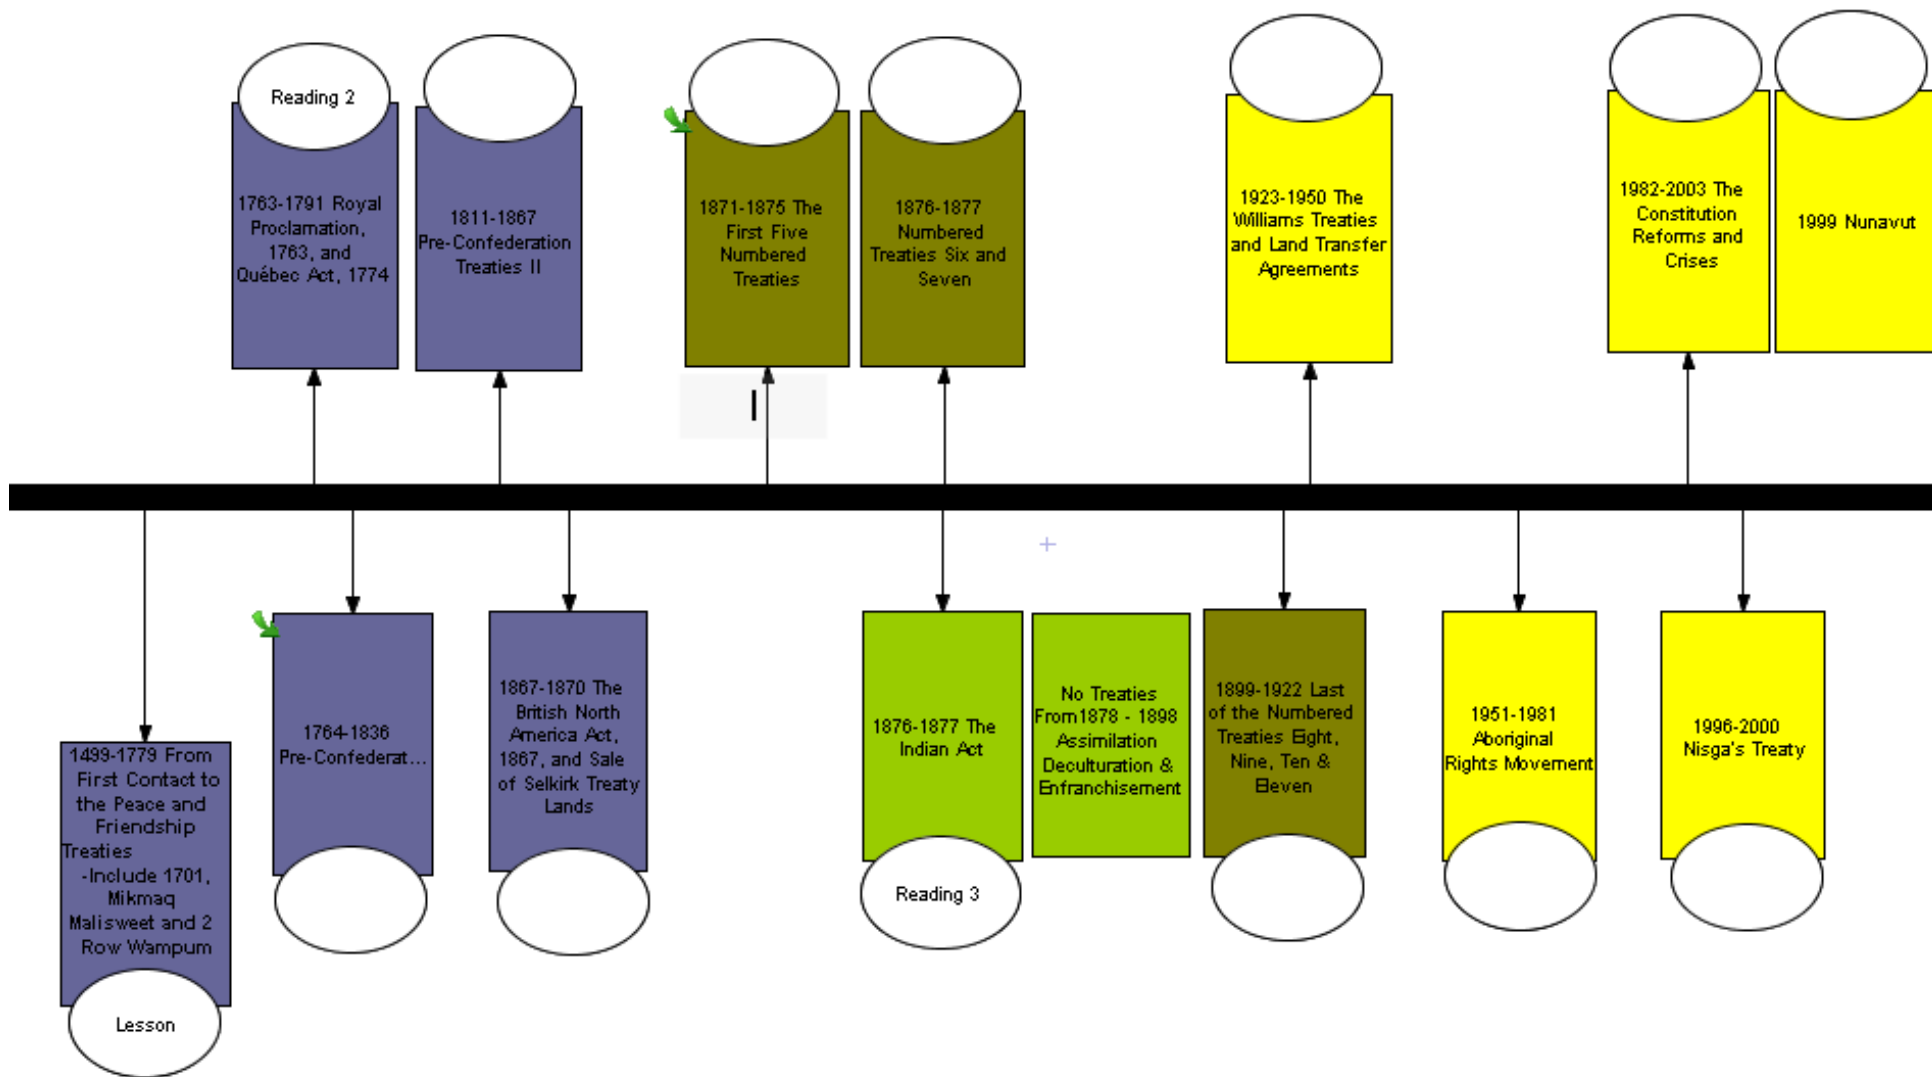 Reading 2
1763-1791 Royal
Proclamation,
1763, and
Québec Act, 1774
1811-1867
Pre-Confederation
Treaties II
1871-1875 The
First Five
Numbered
Treaties
1876-1877
Numbered
Treaties Six and
Seven
1923-1950 The
Williams Treaties
and Land Transfer
Agreements
1982-2003 The
Constitution
Reforms and
Crises
1999 Nunavut
1499-1779 From
First Contact to
the Peace and
Friendship
Treaties
-Include 1701,
Mikmaq
Malisweet and 2
Row Wampum
Lesson
1764-1836
Pre-Confederat...
1867-1870 The
British North
America Act,
1867, and Sale
of Selkirk Treaty
Lands
1876-1877 The
Indian Act
Reading 3
No Treaties
From1878 - 1898
Assimilation
Deculturation &
Enfranchisement
1899-1922 Last
of the Numbered
Treaties Eight,
Nine, Ten &
Eleven
1951-1981
Aboriginal
Rights Movement
1996-2000
Nisga's Treaty